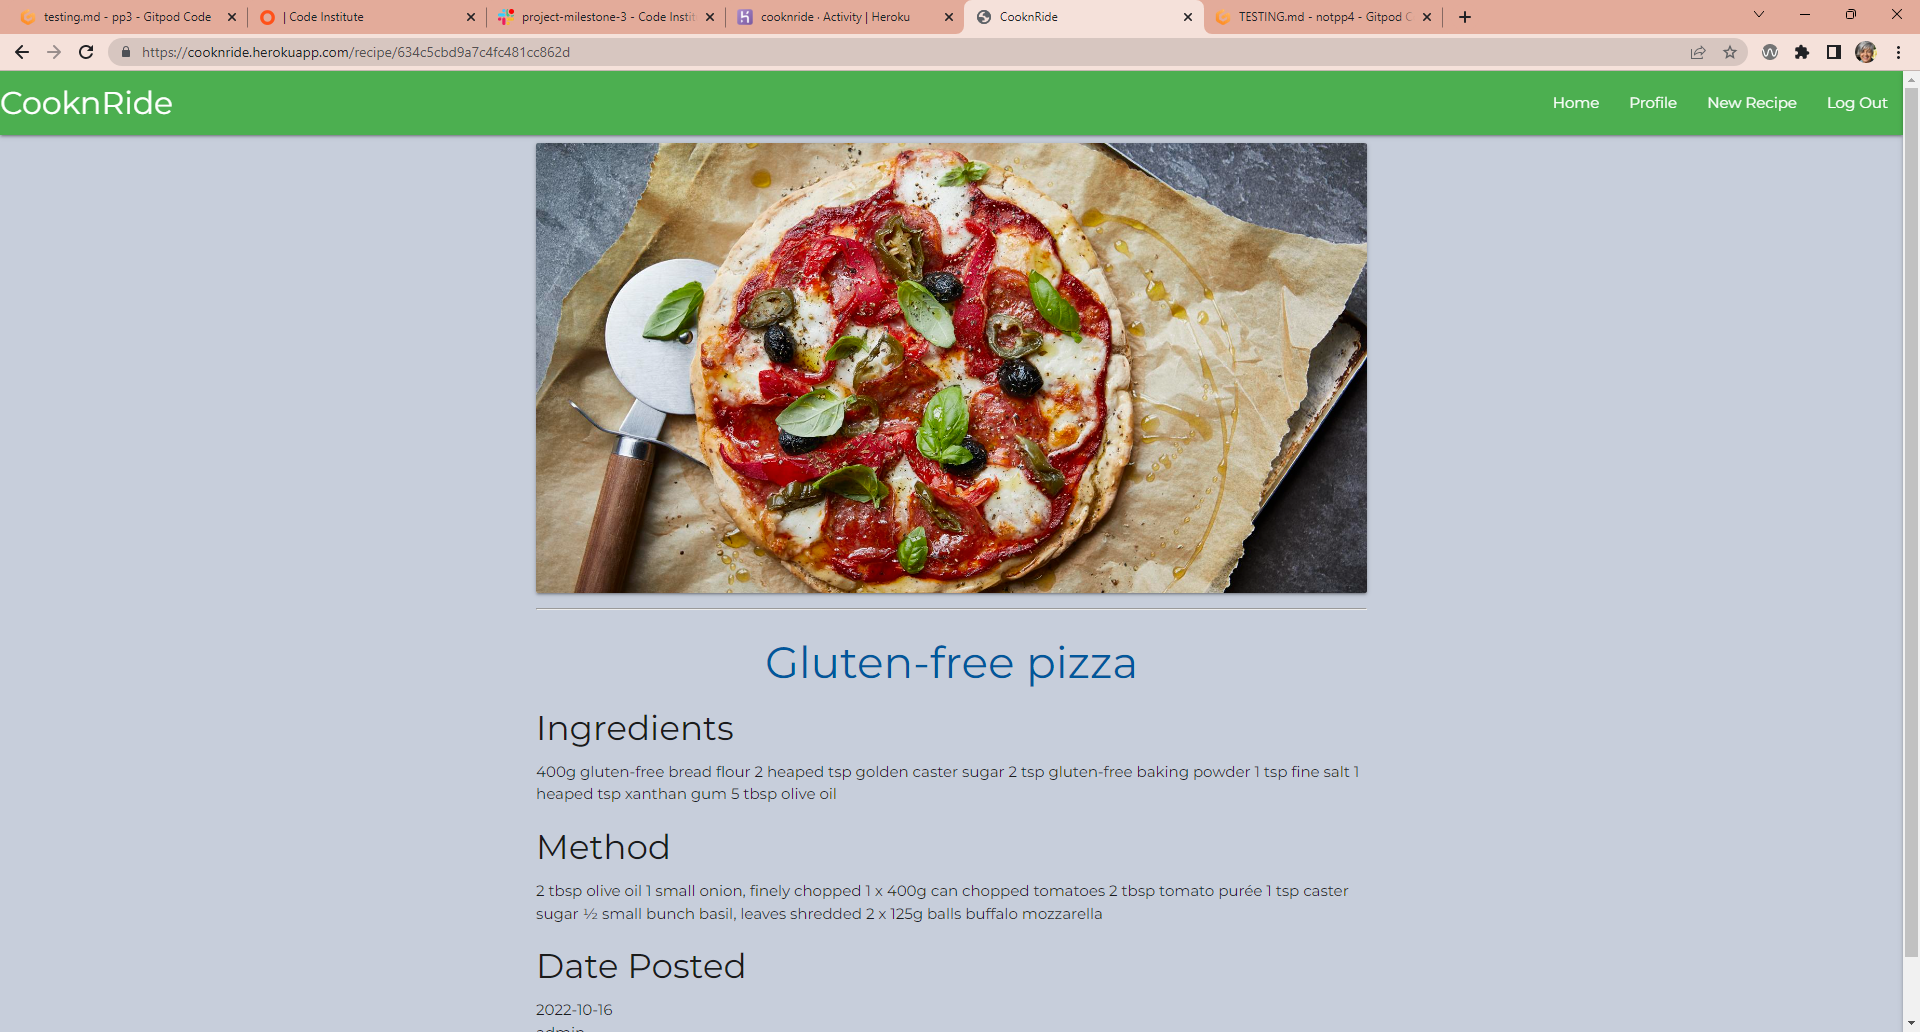 testing.md - pp3 - Gitpod Code
| Code Institute
project-milestone-3 - Code Instit
cooknride · Activity | Heroku
CooknRide
TESTING.md - notpp4 - Gitpod C
https://cooknride.herokuapp.com/recipe/634c5cbd9a7c4fc481cc862d
CooknRide
Home Profile New Recipe Log Out
Gluten-free pizza
Ingredients
400g gluten-free bread flour 2 heaped tsp golden caster sugar 2 tsp gluten-free baking powder 1 tsp fine salt 1
heaped tsp xanthan gum 5 tbsp olive oil
Method
2 tbsp olive oil 1 small onion, finely chopped 1 x 400g can chopped tomatoes 2 tbsp tomato purée 1 tsp caster
sugar ½ small bunch basil, leaves shredded 2 x 125g balls buffalo mozzarella
Date Posted
2022-10-16
admin